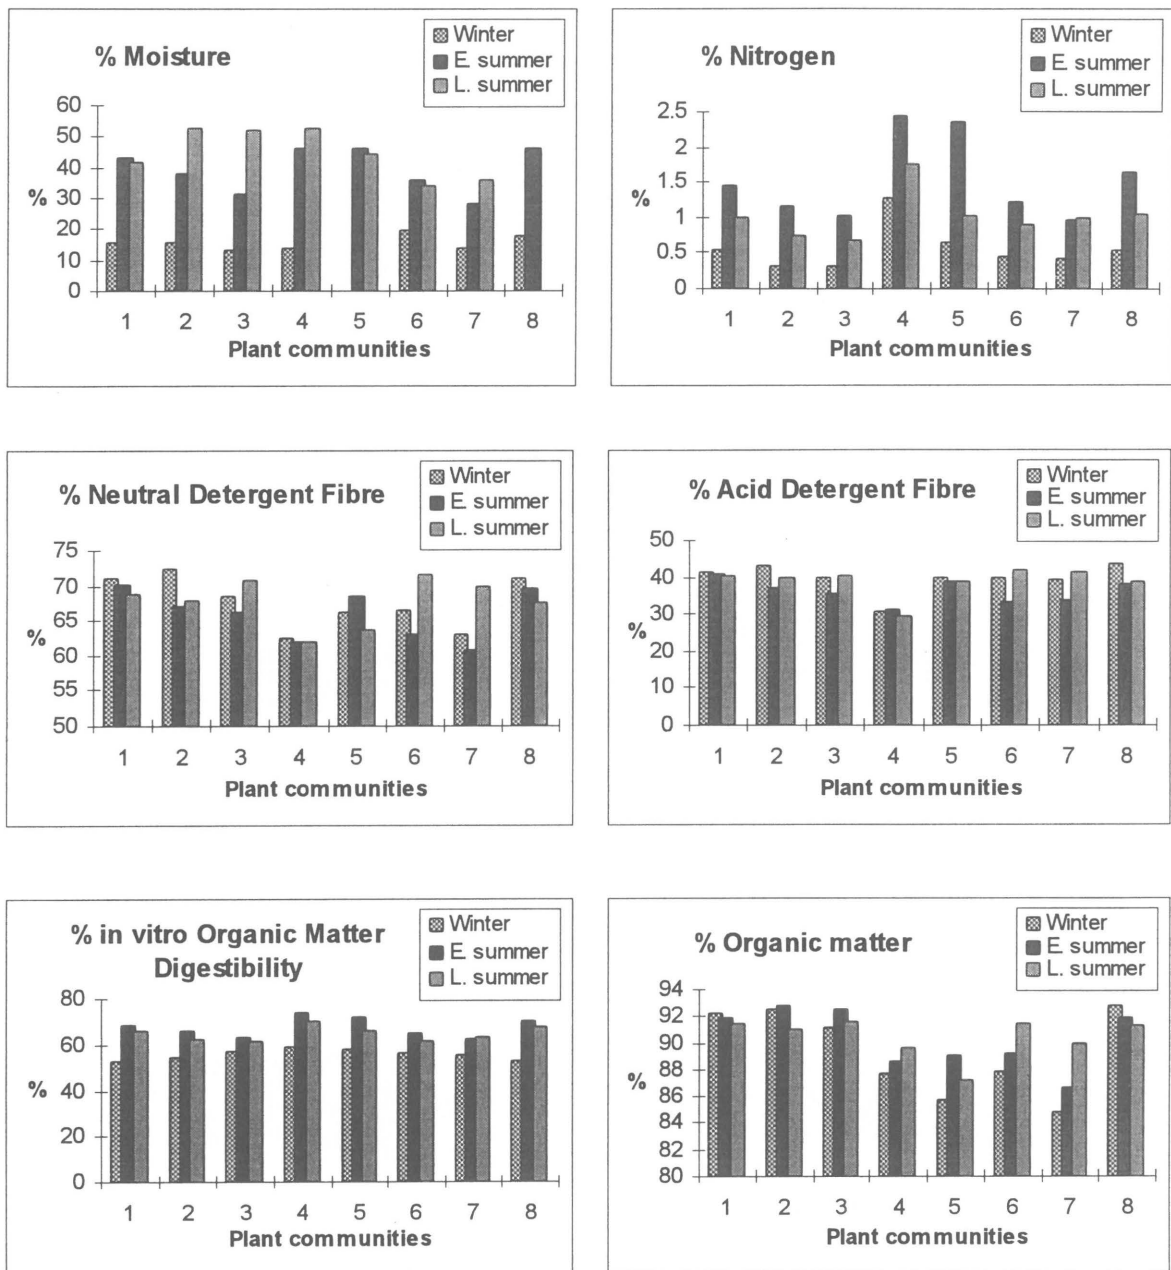 % Moisture
Winter
E. summer
L. summer
60
50
40
30
20
10
0
%
1 2 3 4 5 6 7 8
Plant communities
% Nitrogen
Winter
E. summer
L. summer
2.5
2
1.5
1
0.5
0
%
1 2 3 4 5 6 7 8
Plant communities
% Neutral Detergent Fibre
Winter
E. summer
L. summer
75
70
65
60
55
50
%
1 2 3 4 5 6 7 8
Plant communities
% Acid Detergent Fibre
Winter
E. summer
L. summer
50
40
30
20
10
0
%
1 2 3 4 5 6 7 8
Plant communities
% in vitro Organic Matter
Digestibility
Winter
E. summer
L. summer
80
60
40
20
0
%
1 2 3 4 5 6 7 8
Plant communities
% Organic matter
Winter
E. summer
L. summer
94
92
90
88
86
84
82
80
%
1 2 3 4 5 6 7 8
Plant communities